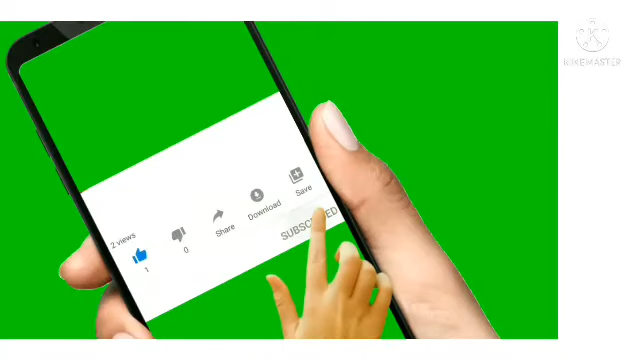 KINEMASTER
2 views
1
0
Share
Download
Save
SUBSCRIBED